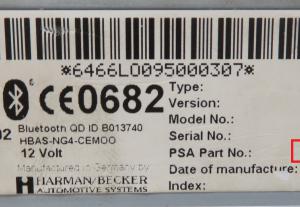 *6466LO095000307*
CE0682
Type:
Version:
Model No.:
Serial No.:
PSA Part No.:
Date of manufacture:
Index:
02
Bluetooth QD ID B013740
HBAS-NG4-CEMOO
12 Volt
Manufactured in Germany by
HARMAN/BECKER
AUTOMOTIVE SYSTEMS